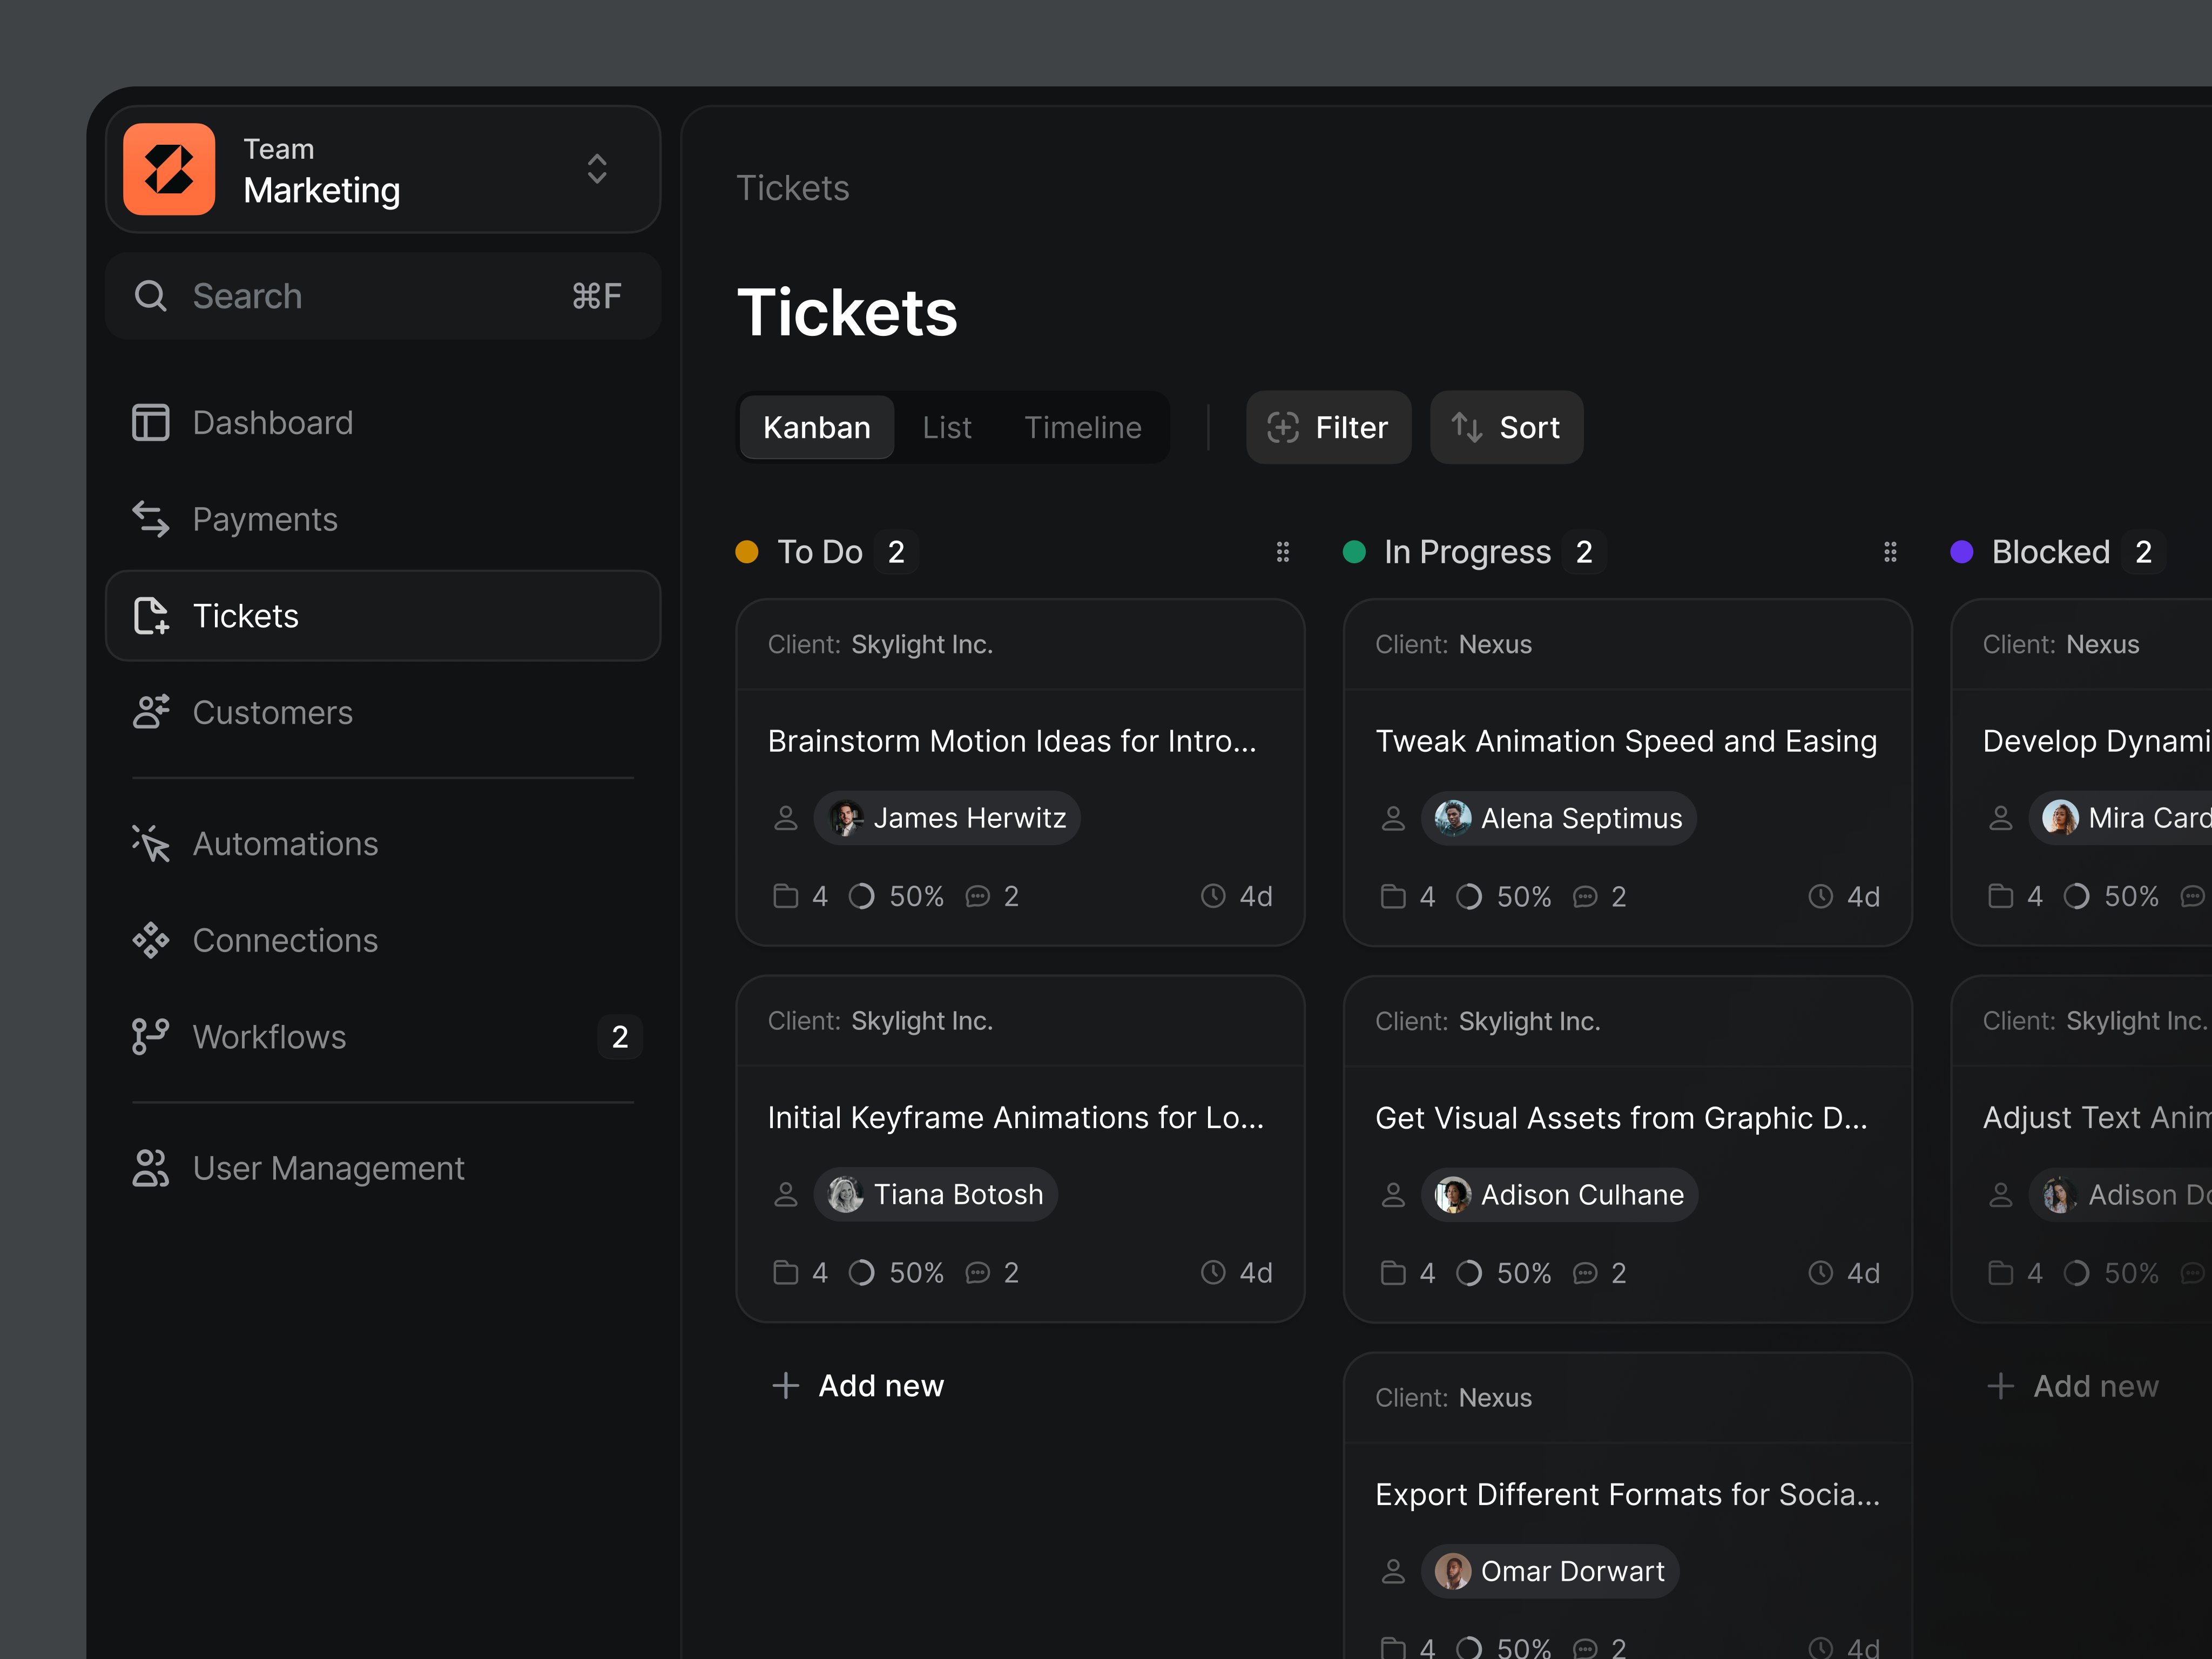 Team
Marketing
Search
⌘F
Dashboard
Payments
Tickets
Customers
Automations
Connections
Workflows
2
User Management
Tickets
Tickets
Kanban
List
Timeline
Filter
Sort
To Do 2
Client: Skylight Inc.
Brainstorm Motion Ideas for Intro...
James Herwitz
4 50% 2 4d
Client: Skylight Inc.
Initial Keyframe Animations for Lo...
Tiana Botosh
4 50% 2 4d
Add new
In Progress 2
Client: Nexus
Tweak Animation Speed and Easing
Alena Septimus
4 50% 2 4d
Client: Skylight Inc.
Get Visual Assets from Graphic D...
Adison Culhane
4 50% 2 4d
Client: Nexus
Export Different Formats for Socia...
Omar Dorwart
4 50% 2 4d
Blocked 2
Client: Nexus
Develop Dynami
Mira Card
4 50%
Client: Skylight Inc.
Adjust Text Anim
Adison Do
4 50%
Add new